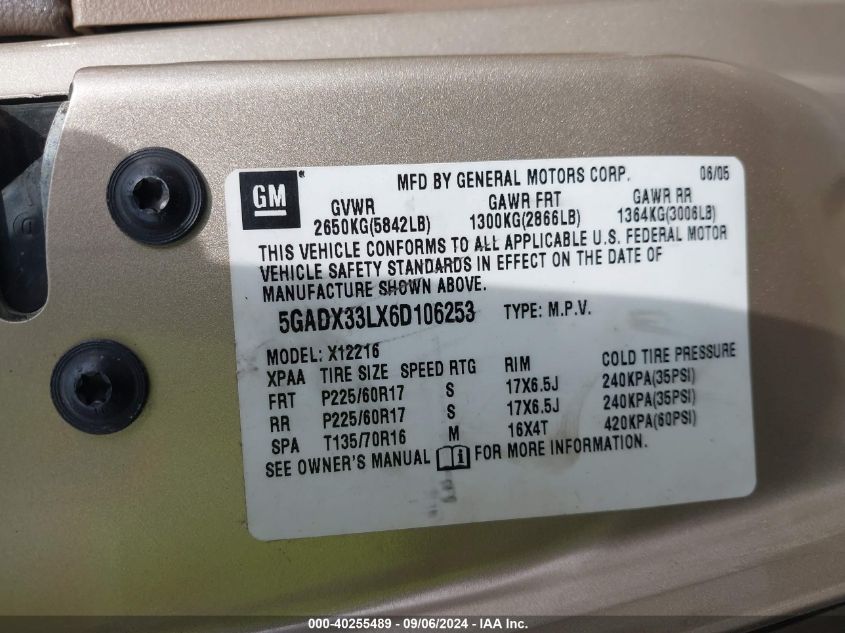 GM
MFD BY GENERAL MOTORS CORP. 06/05
GVWR GAWR FRT GAWR RR
2650KG(5842LB) 1300KG(2866LB) 1364KG(3006LB)
THIS VEHICLE CONFORMS TO ALL APPLICABLE U.S. FEDERAL MOTOR
VEHICLE SAFETY STANDARDS IN EFFECT ON THE DATE OF
MANUFACTURE SHOWN ABOVE.
5GADX33LX6D106253 TYPE: M.P.V.
MODEL: X12216
XPAA TIRE SIZE SPEED RTG RIM COLD TIRE PRESSURE
FRT P225/60R17 S 17X6.5J 240KPA(35PSI)
RR P225/60R17 S 17X6.5J 240KPA(35PSI)
SPA T135/70R16 M 16X4T 420KPA(60PSI)
SEE OWNER'S MANUAL FOR MORE INFORMATION.
000-40255489 - 09/06/2024 - IAA Inc.